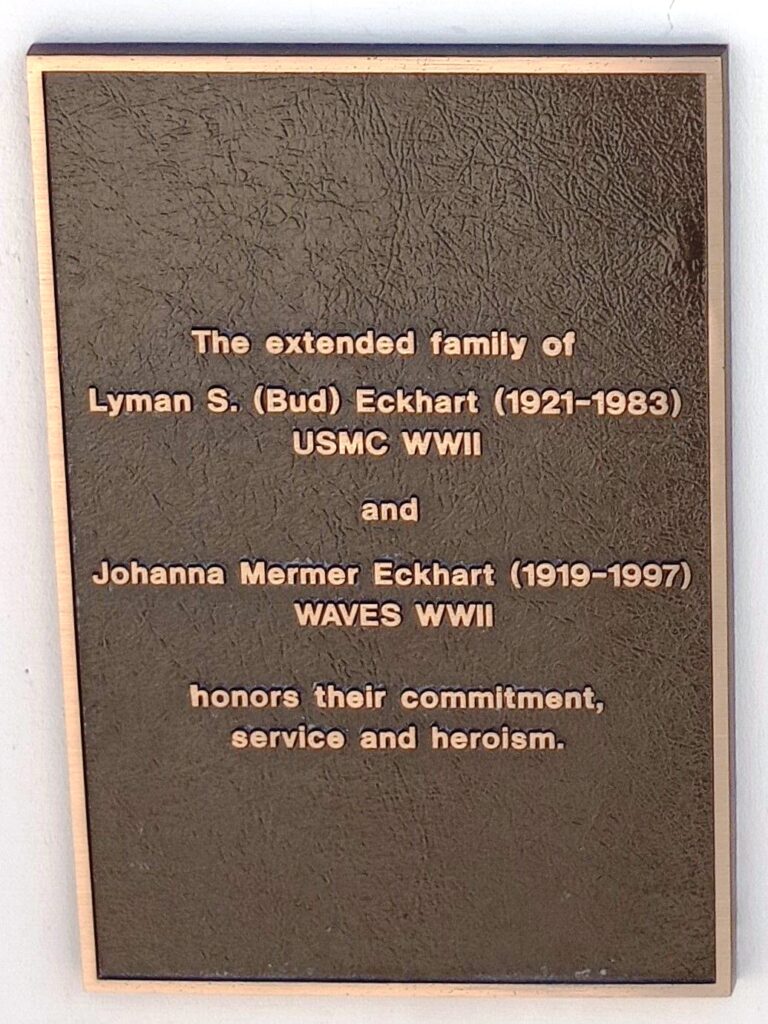 The extended family of
Lyman S. (Bud) Eckhart (1921-1983)
USMC WWII
and
Johanna Mermer Eckhart (1919-1997)
WAVES WWII
honors their commitment,
service and heroism.